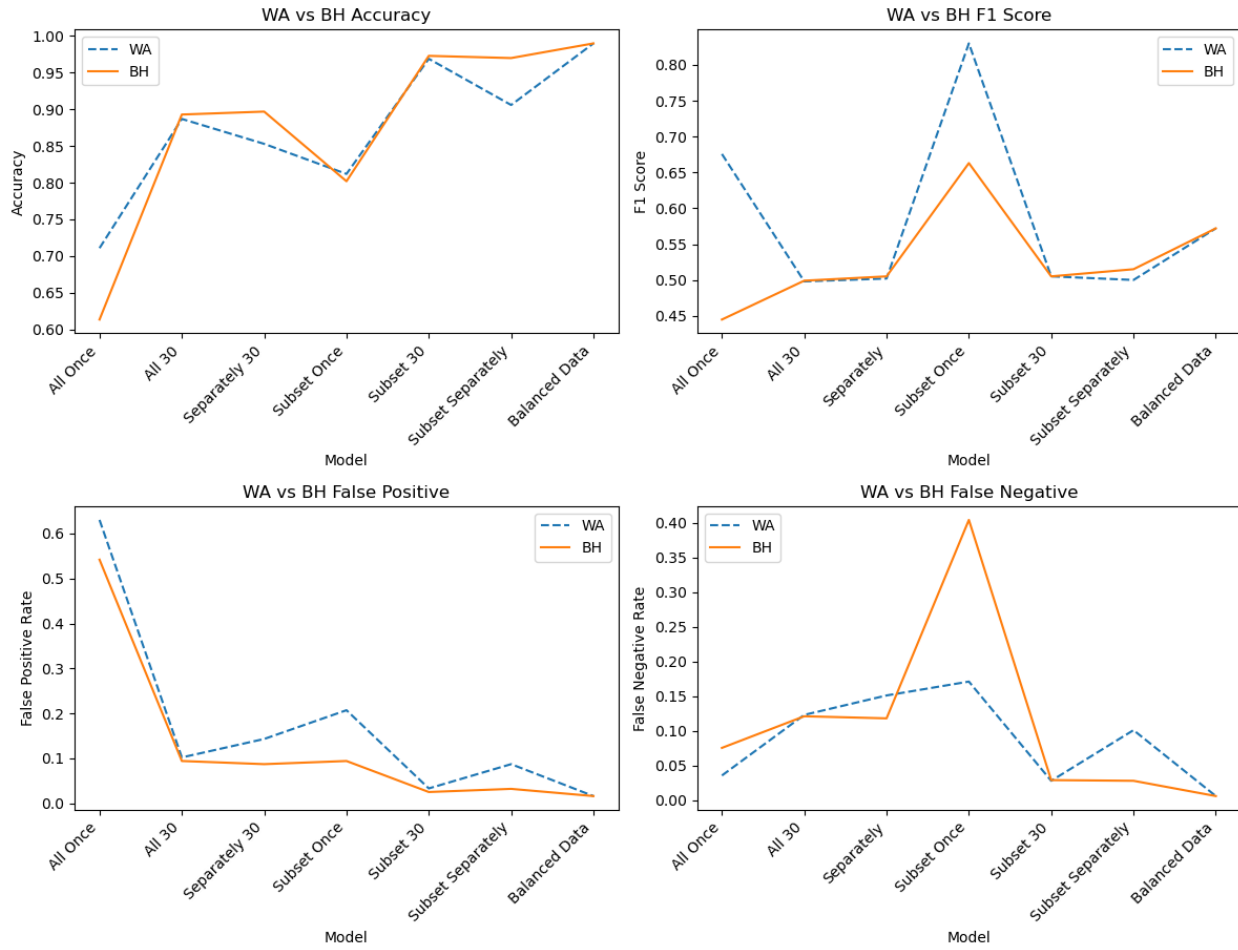 WA vs BH Accuracy
1.00
0.95
0.90
0.85
0.80
0.75
0.70
0.65
0.60
Accuracy
WA
BH
All Once
All 30
Separately 30
Subset Once
Subset 30
Subset Separately
Balanced Data
Model
WA vs BH F1 Score
0.80
0.75
0.70
0.65
0.60
0.55
0.50
0.45
F1 Score
WA
BH
All Once
All 30
Separately
Subset Once
Subset 30
Subset Separately
Balanced Data
Model
WA vs BH False Positive
0.6
0.5
0.4
0.3
0.2
0.1
0.0
False Positive Rate
WA
BH
All Once
All 30
Separately 30
Subset Once
Subset 30
Subset Separately
Balanced Data
Model
WA vs BH False Negative
0.40
0.35
0.30
0.25
0.20
0.15
0.10
0.05
0.00
False Negative Rate
WA
BH
All Once
All 30
Separately
Subset Once
Subset 30
Subset Separately
Balanced Data
Model